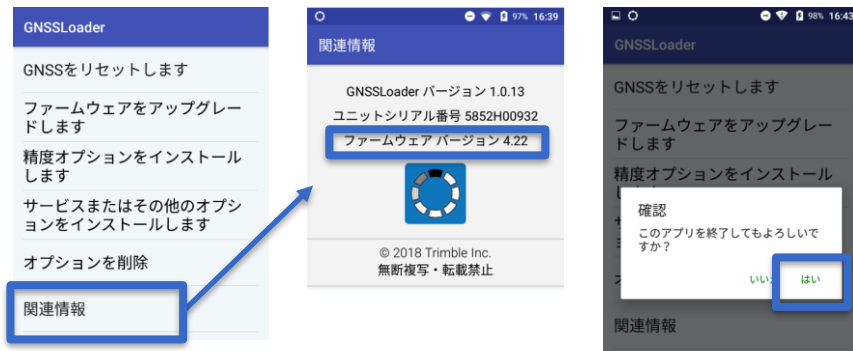 GNSSLoader
GNSSをリセットします
ファームウェアをアップグレー
ドします
精度オプションをインストール
します
サービスまたはその他のオプシ
ョンをインストールします
オプションを削除
関連情報
97% 16:39
関連情報
GNSSLoader バージョン 1.0.13
ユニットシリアル番号 5852H00932
ファームウェア バージョン 4.22
© 2018 Trimble Inc.
無断複写・転載禁止
98% 16:43
GNSSLoader
GNSSをリセットします
ファームウェアをアップグレー
ドします
精度オプションをインストール
確認
このアプリを終了してもよろしいで
すか？
いい はい
関連情報